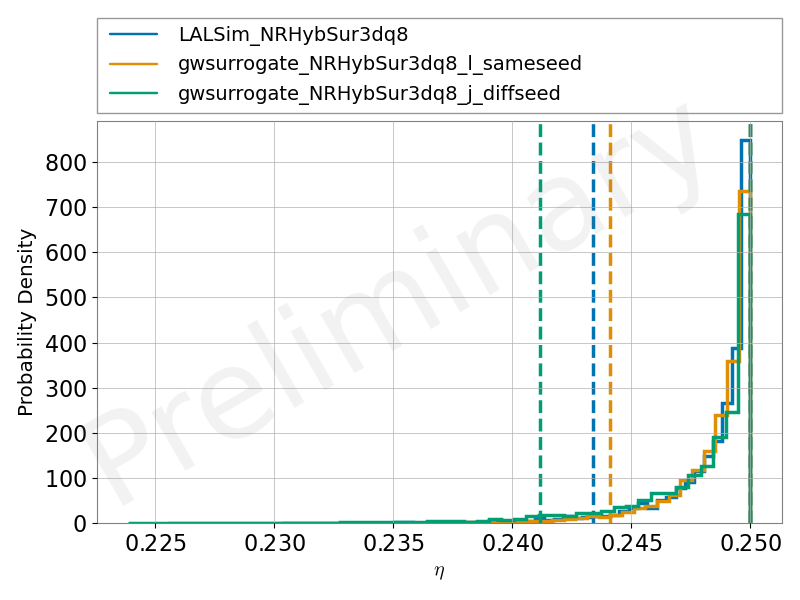 LALSim_NRHybSur3dq8
gwsurrogate_NRHybSur3dq8_l_sameseed
gwsurrogate_NRHybSur3dq8_j_diffseed
Preliminary
800
700
600
500
400
300
200
100
0
Probability Density
0.225 0.230 0.235 0.240 0.245 0.250
η